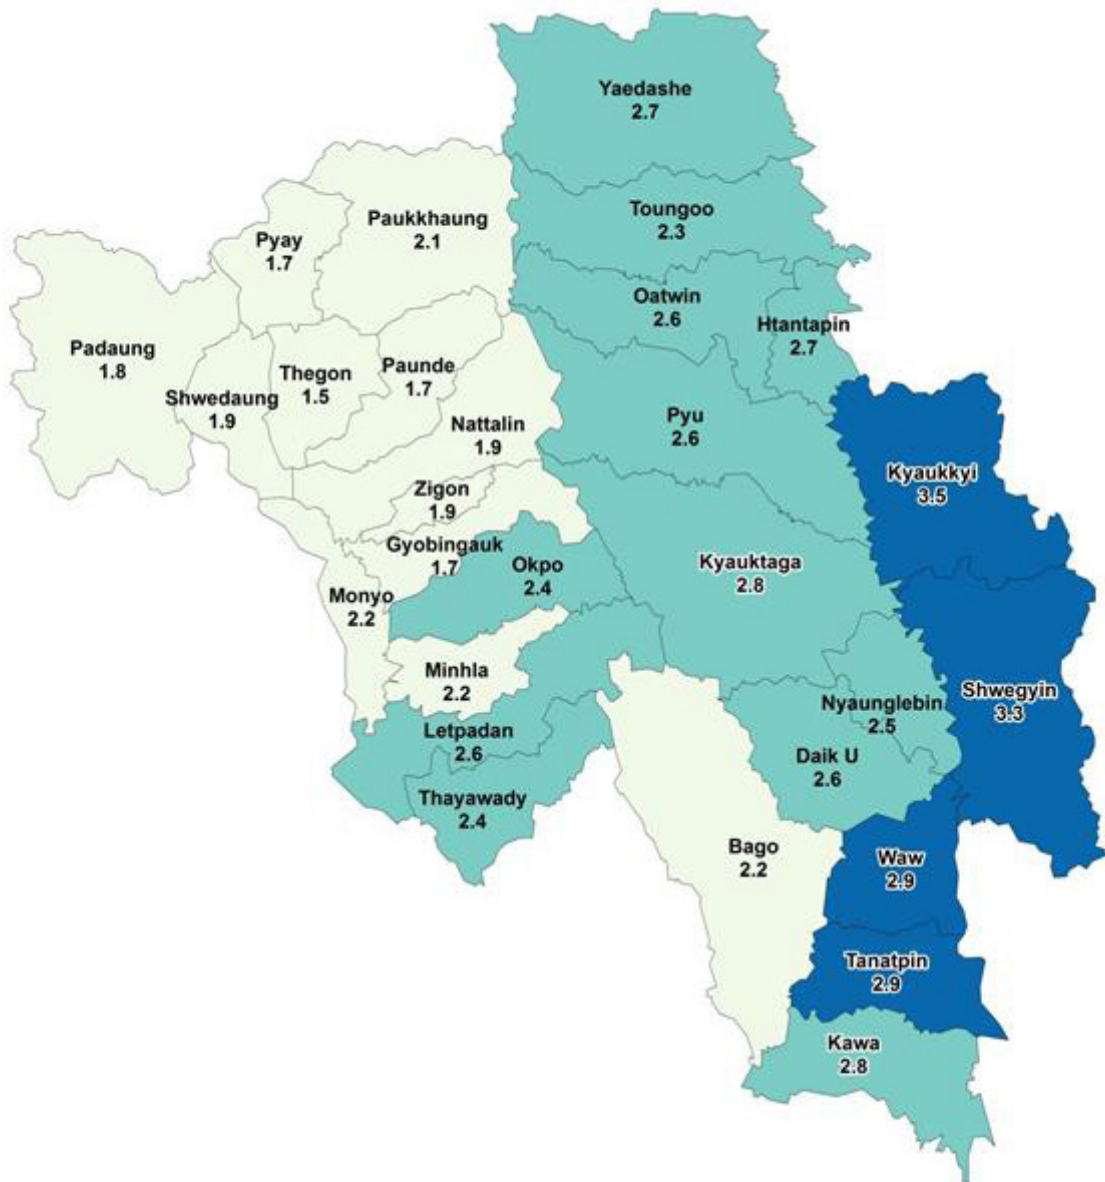 Yaedashe
2.7
Toungoo
2.3
Paukkhaung
2.1
Pyay
1.7
Oatwin
2.6
Htantapin
2.7
Padaung
1.8
Thegon
1.5
Paunde
1.7
Shwedaung
1.9
Pyu
2.6
Nattalin
1.9
Kyaukkyi
3.5
Zigon
1.9
Gyobingauk
1.7
Okpo
2.4
Kyauktaga
2.8
Monyo
2.2
Minhla
2.2
Shwegyin
3.3
Nyaunglebin
2.5
Letpadan
2.6
Daik U
2.6
Thayawady
2.4
Bago
2.2
Waw
2.9
Tanatpin
2.9
Kawa
2.8